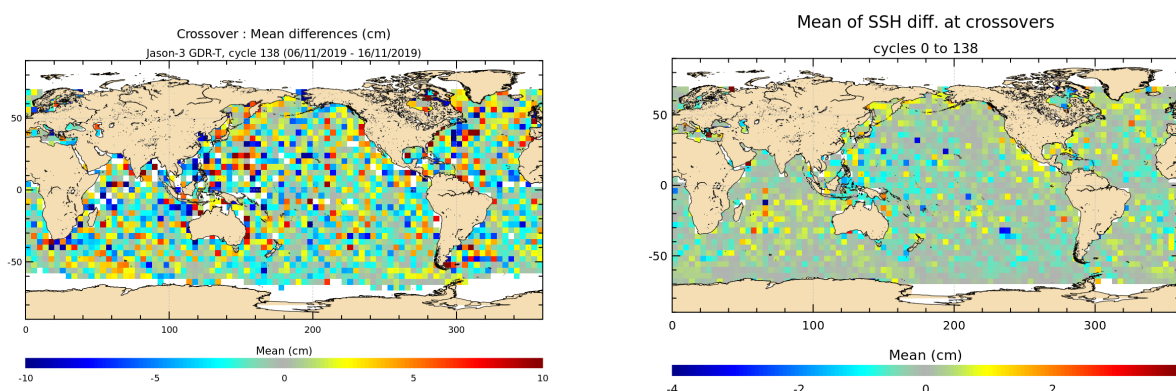 Crossover : Mean differences (cm)
Jason-3 GDR-T, cycle 138 (06/11/2019 - 16/11/2019)
50
0
-50
0 100 200 300
Mean (cm)
-10 -5 0 5 10
Mean of SSH diff. at crossovers
cycles 0 to 138
50
0
-50
0 100 200 300
Mean (cm)
-4 -2 0 2